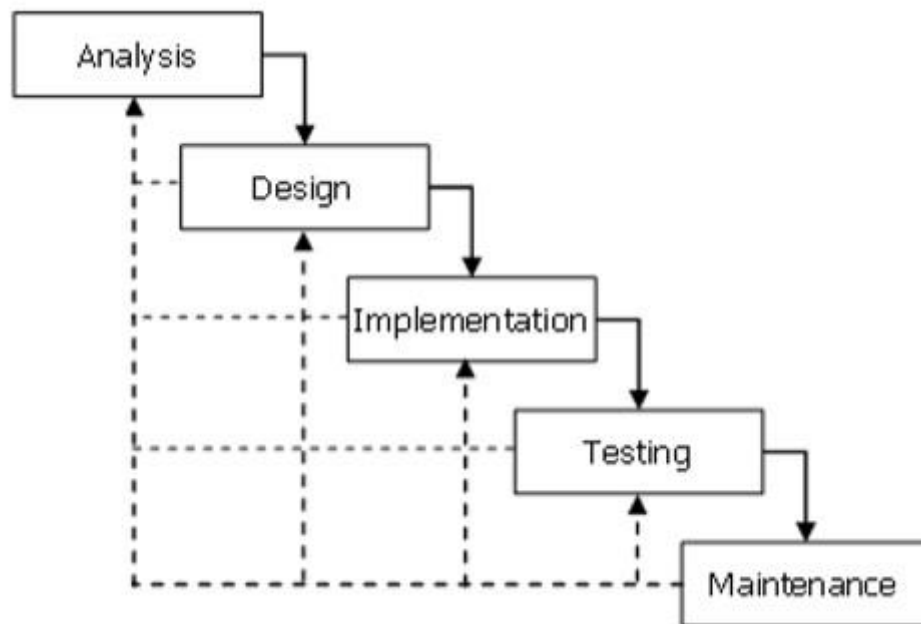 Analysis
Design
Implementation
Testing
Maintenance